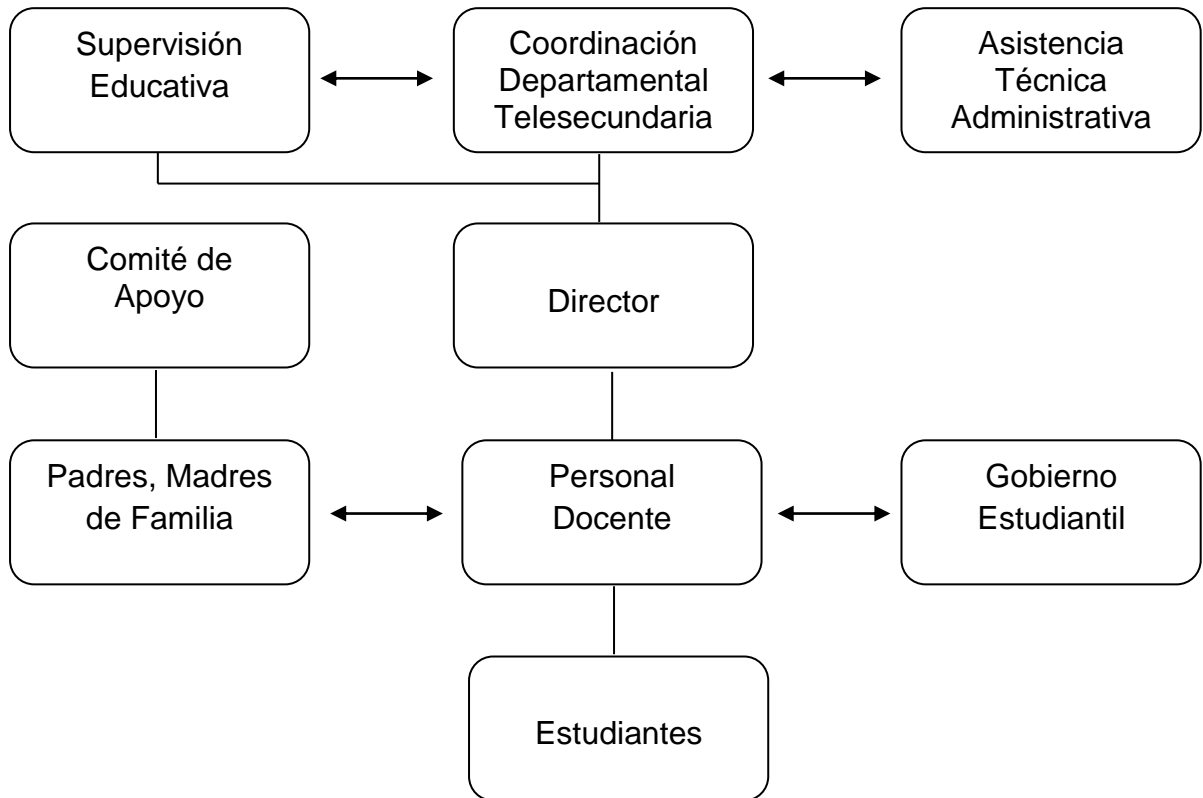 Supervisión
Educativa
Coordinación
Departamental
Telesecundaria
Asistencia
Técnica
Administrativa
Comité de
Apoyo
Director
Padres, Madres
de Familia
Personal
Docente
Gobierno
Estudiantil
Estudiantes